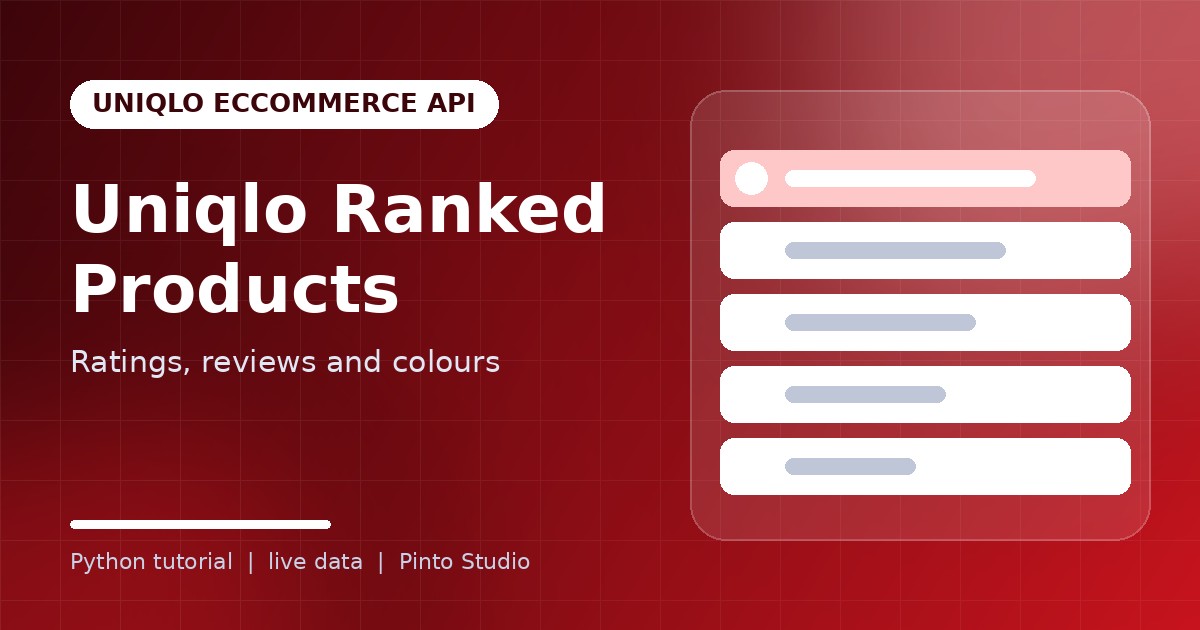 UNIQLO ECCOMMERCE API
Uniqlo Ranked
Products
Ratings, reviews and colours
Python tutorial | live data | Pinto Studio